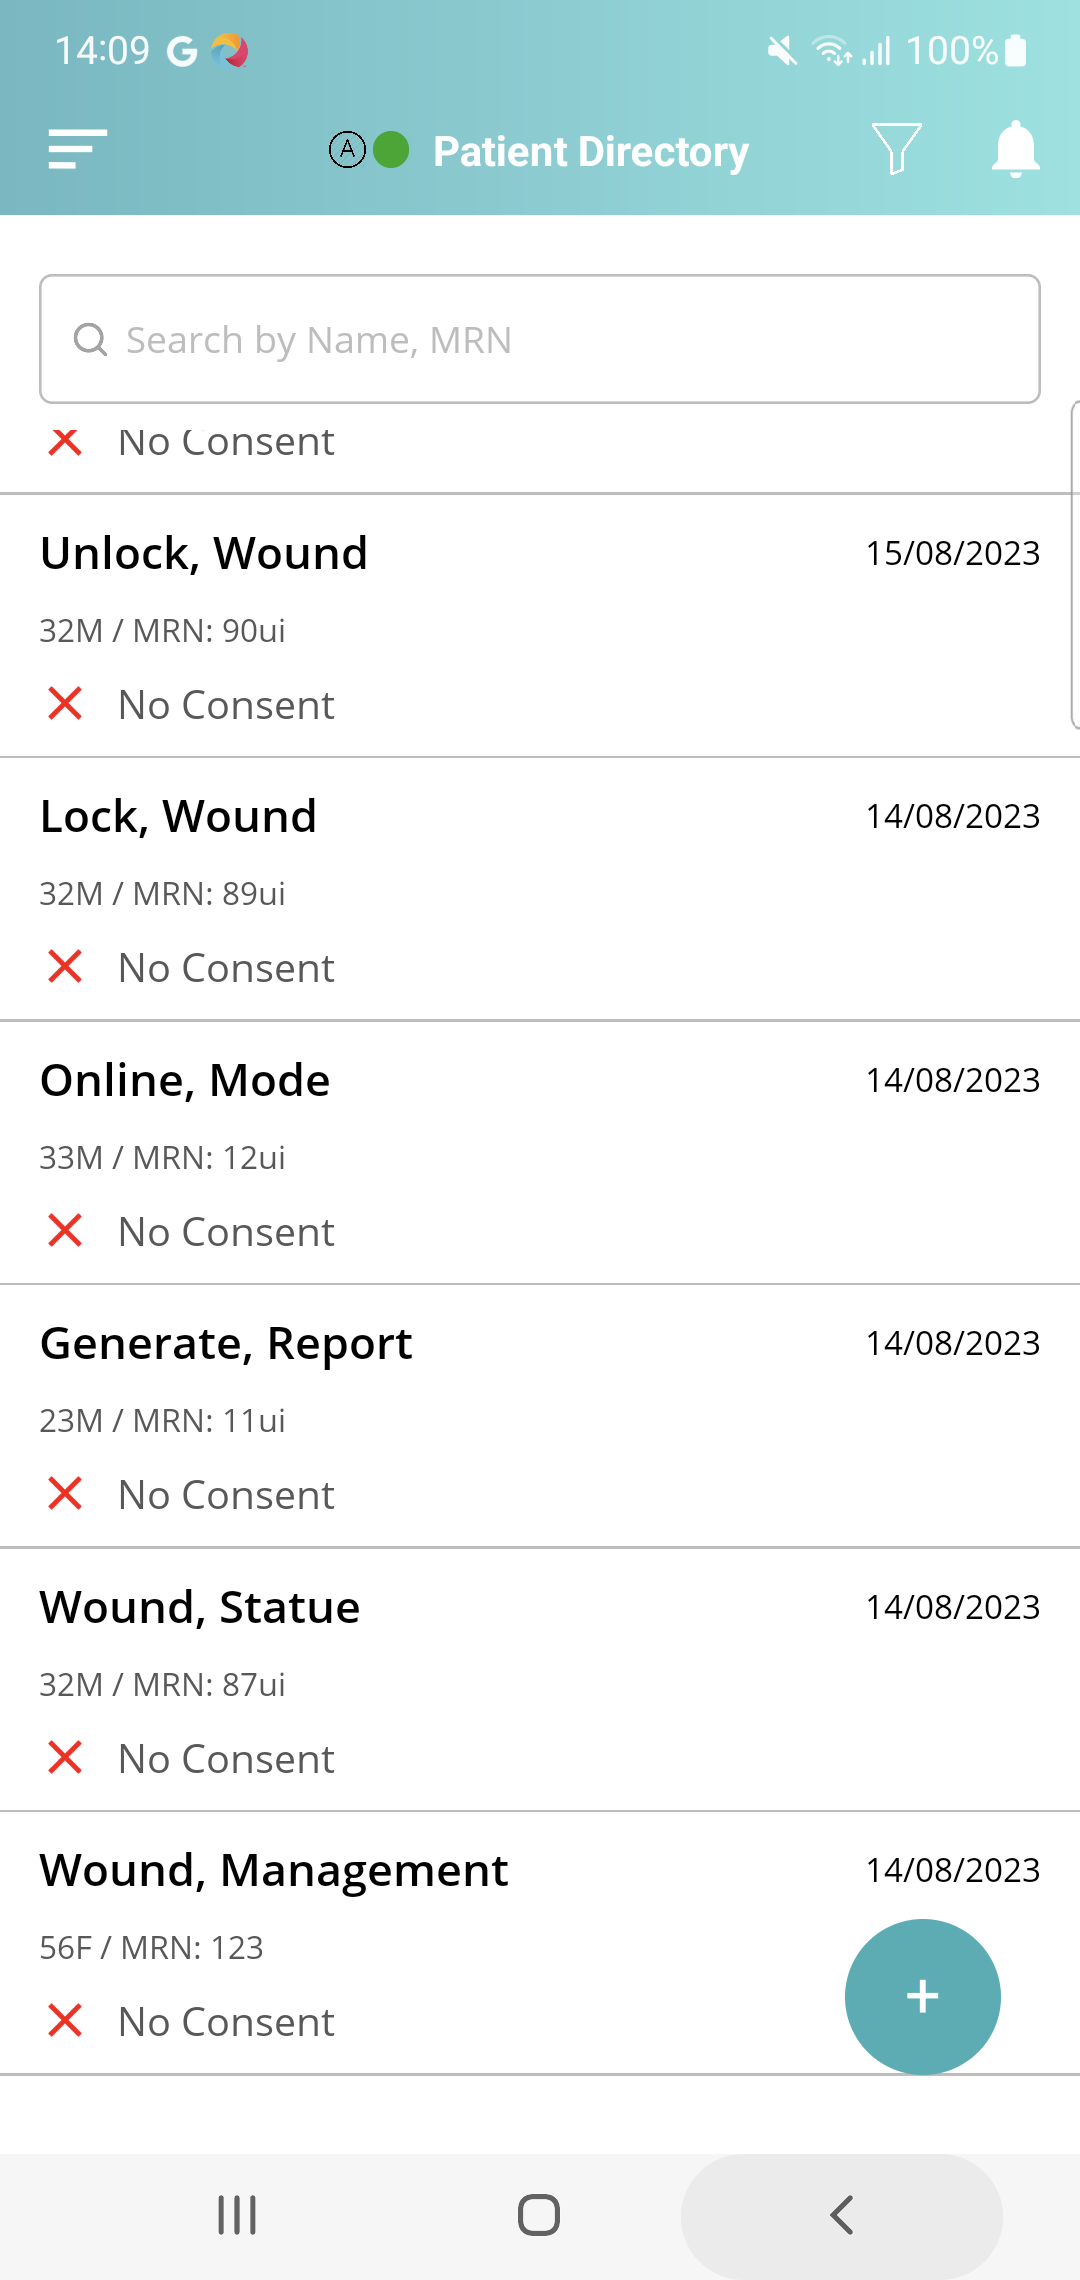 14:09 G 100%
A Patient Directory
Search by Name, MRN
No Consent
Unlock, Wound 15/08/2023
32M / MRN: 90ui
No Consent
Lock, Wound 14/08/2023
32M / MRN: 89ui
No Consent
Online, Mode 14/08/2023
33M / MRN: 12ui
No Consent
Generate, Report 14/08/2023
23M / MRN: 11ui
No Consent
Wound, Statue 14/08/2023
32M / MRN: 87ui
No Consent
Wound, Management 14/08/2023
56F / MRN: 123
No Consent